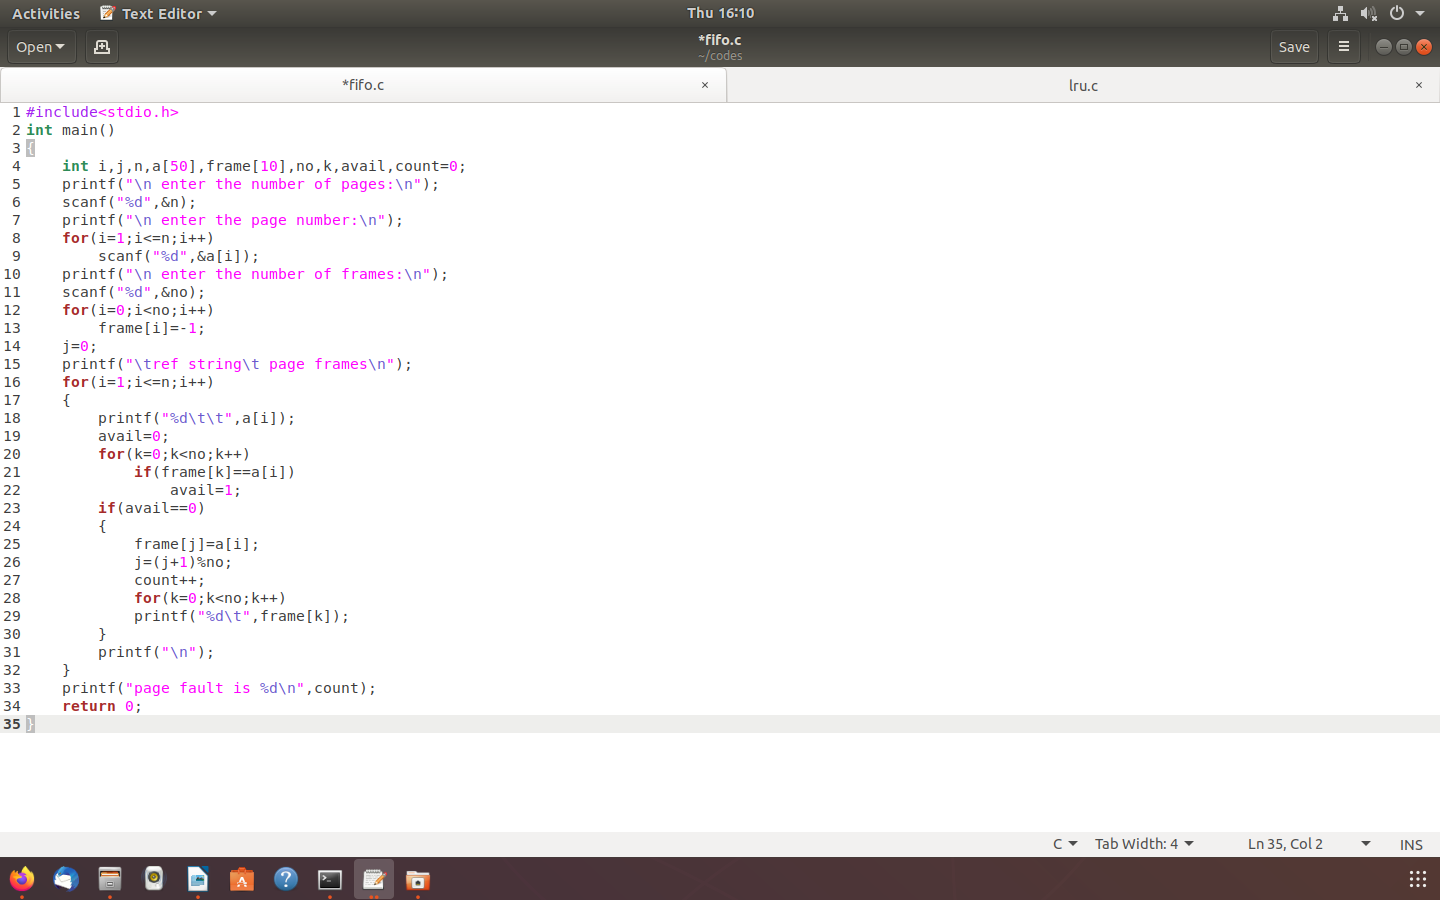 Activities Text Editor Thu 16:10
Open *fifo.c ~/codes Save
*fifo.c × lru.c ×
1 #include<stdio.h>
2 int main()
3 {
4     int i,j,n,a[50],frame[10],no,k,avail,count=0;
5     printf("\n enter the number of pages:\n");
6     scanf("%d",&n);
7     printf("\n enter the page number:\n");
8     for(i=1;i<=n;i++)
9         scanf("%d",&a[i]);
10     printf("\n enter the number of frames:\n");
11     scanf("%d",&no);
12     for(i=0;i<no;i++)
13         frame[i]=-1;
14     j=0;
15     printf("\tref string\t page frames\n");
16     for(i=1;i<=n;i++)
17     {
18         printf("%d\t\t",a[i]);
19         avail=0;
20         for(k=0;k<no;k++)
21             if(frame[k]==a[i])
22                 avail=1;
23         if(avail==0)
24         {
25             frame[j]=a[i];
26             j=(j+1)%no;
27             count++;
28             for(k=0;k<no;k++)
29             printf("%d\t",frame[k]);
30         }
31         printf("\n");
32     }
33     printf("page fault is %d\n",count);
34     return 0;
35 }
C Tab Width: 4 Ln 35, Col 2 INS